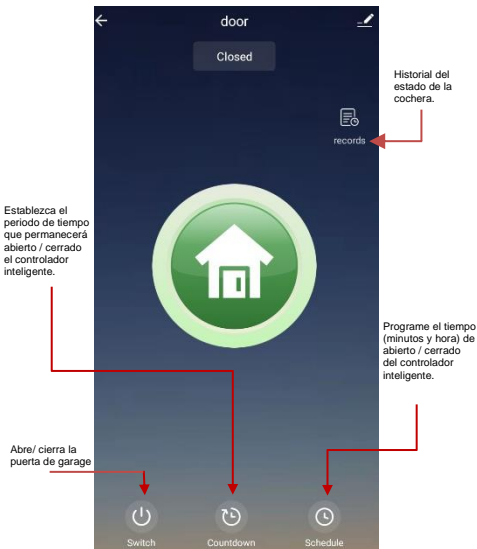 door
Closed
Historial del
estado de la
cochera.
records
Establezca el
periodo de tiempo
que permanecerá
abierto / cerrado
el controlador
inteligente.
Programe el tiempo
(minutos y hora) de
abierto / cerrado
del controlador
inteligente.
Abre/ cierra la
puerta de garage
Switch
Countdown
Schedule